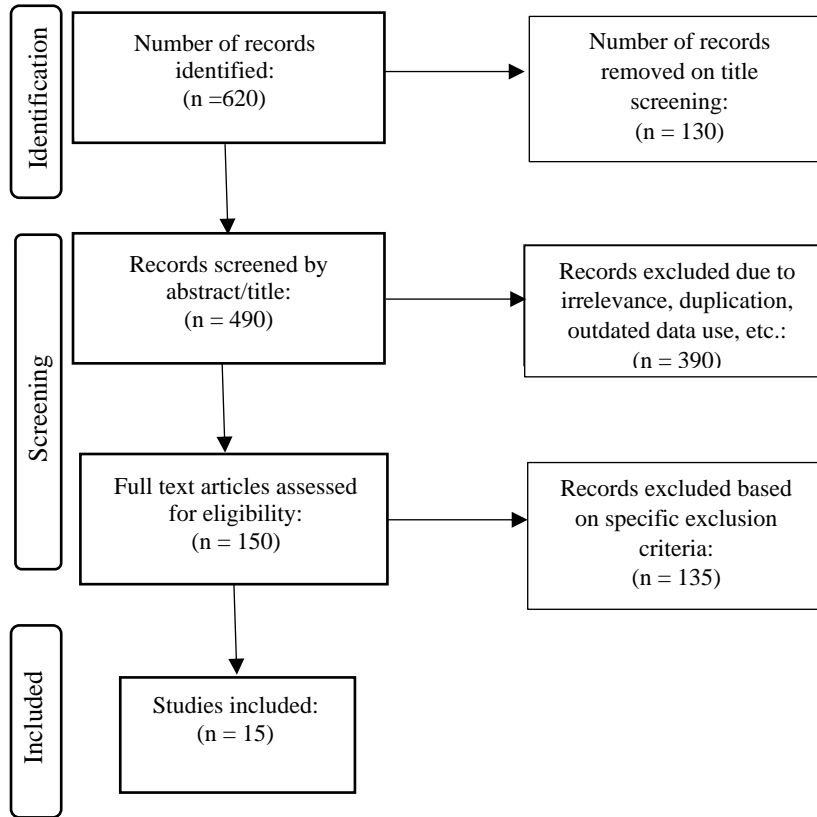 Identification
Number of records
identified:
(n =620)
Number of records
removed on title
screening:
(n = 130)
Screening
Records screened by
abstract/title:
(n = 490)
Records excluded due to
irrelevance, duplication,
outdated data use, etc.:
(n = 390)
Full text articles assessed
for eligibility:
(n = 150)
Records excluded based
on specific exclusion
criteria:
(n = 135)
Included
Studies included:
(n = 15)